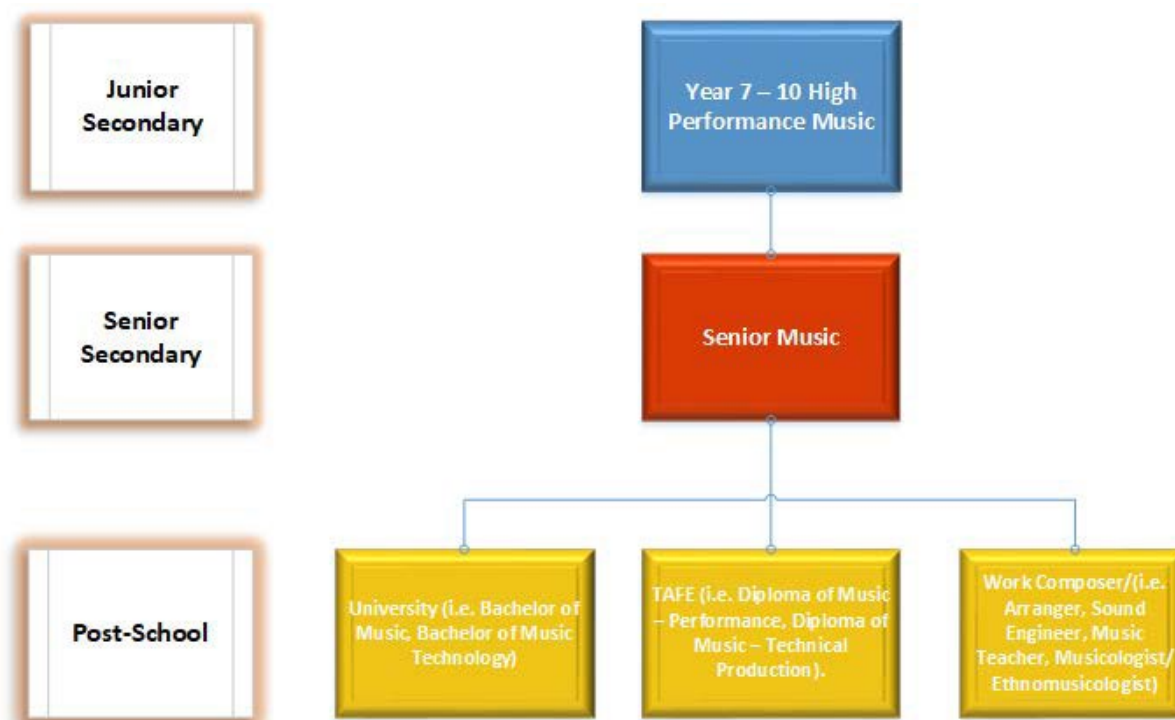 Junior
Secondary
Year 7 – 10 High
Performance Music
Senior
Secondary
Senior Music
Post-School
University (i.e. Bachelor of
Music, Bachelor of Music
Technology)
TAFE (i.e. Diploma of Music
– Performance, Diploma of
Music – Technical
Production).
Work Composer/(i.e.
Arranger, Sound
Engineer, Music
Teacher, Musicologist/
Ethnomusicologist)